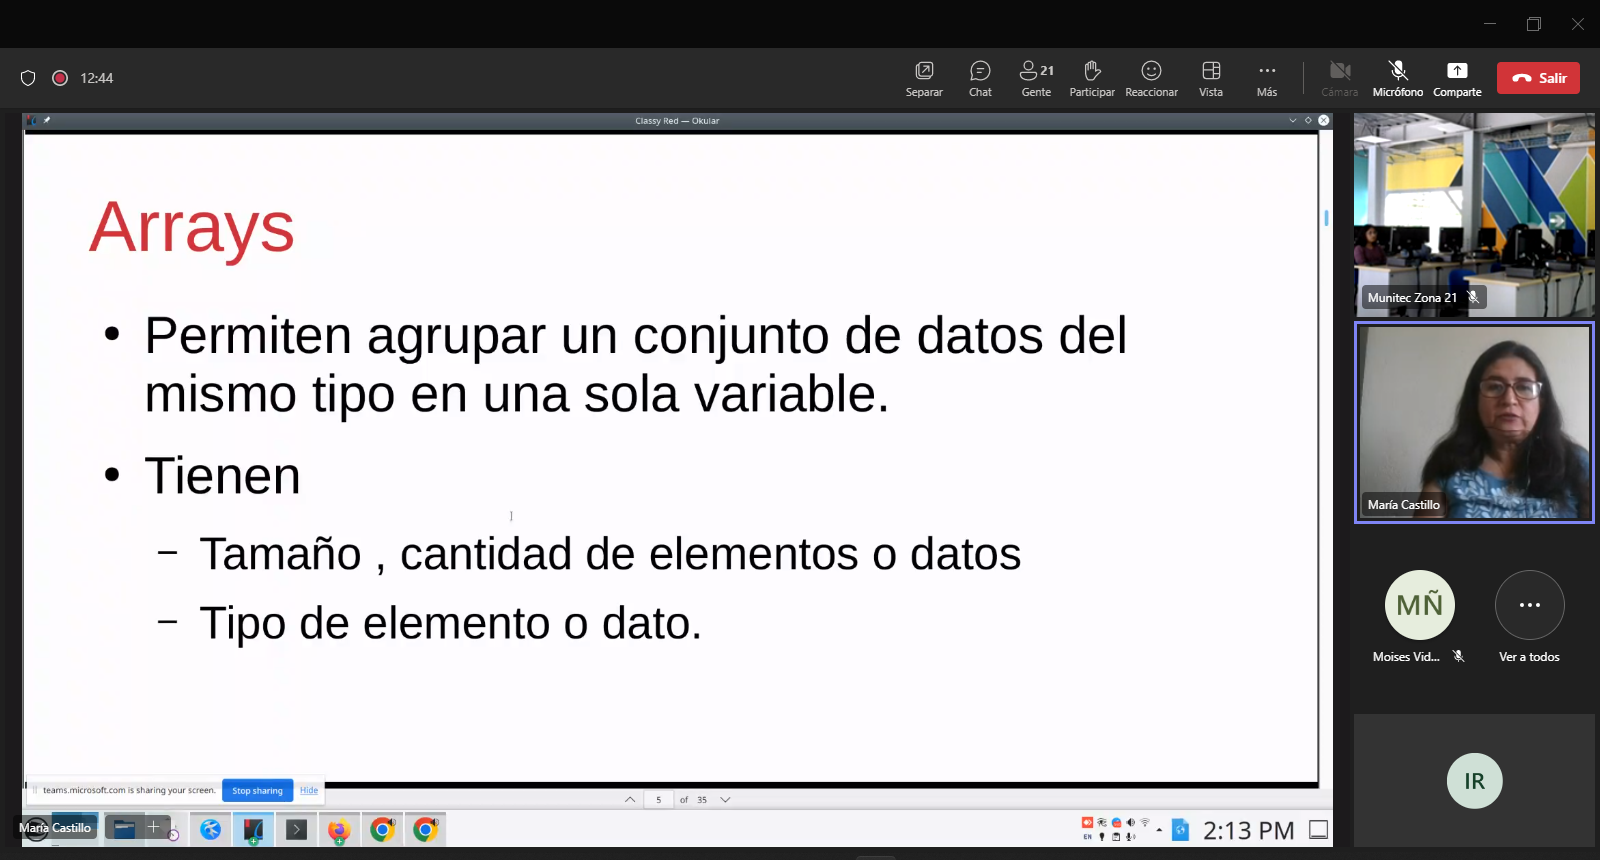 12:44
Separar
Chat
21
Gente
Participar
Reaccionar
Vista
Más
Cámara
Micrófono
Comparte
Salir
Classy Red — Okular
Arrays
• Permiten agrupar un conjunto de datos del
mismo tipo en una sola variable.
• Tienen
– Tamaño , cantidad de elementos o datos
– Tipo de elemento o dato.
teams.microsoft.com is sharing your screen.
Stop sharing
Hide
5 of 35
María Castillo
EN
2:13 PM
Munitec Zona 21
María Castillo
MÑ
Moises Vid...
Ver a todos
IR